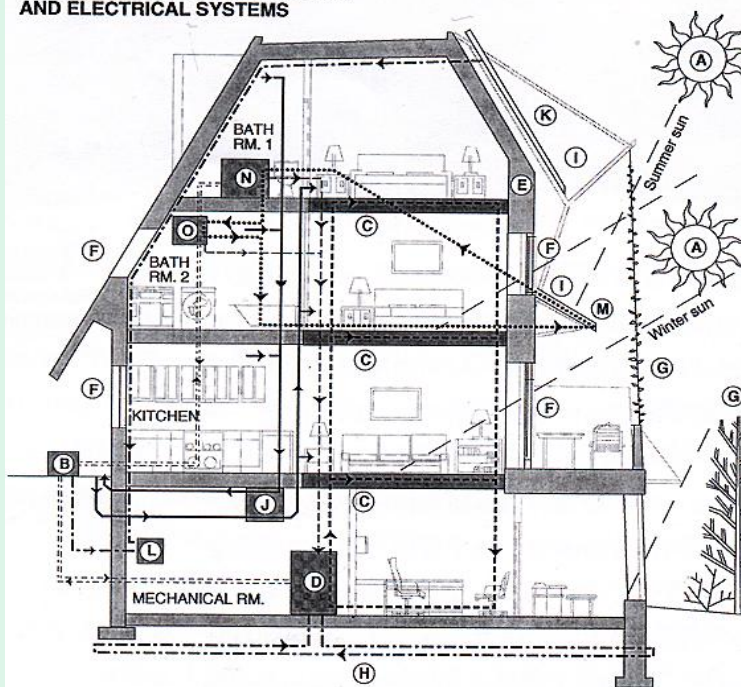 AND ELECTRICAL SYSTEMS
A
K
I
Summer sun
BATH
RM. 1
N
E
A
C
O
F
F
BATH
RM. 2
I
M
Winter sun
C
F
G
G
KITCHEN
F
B
C
J
L
D
MECHANICAL RM.
H